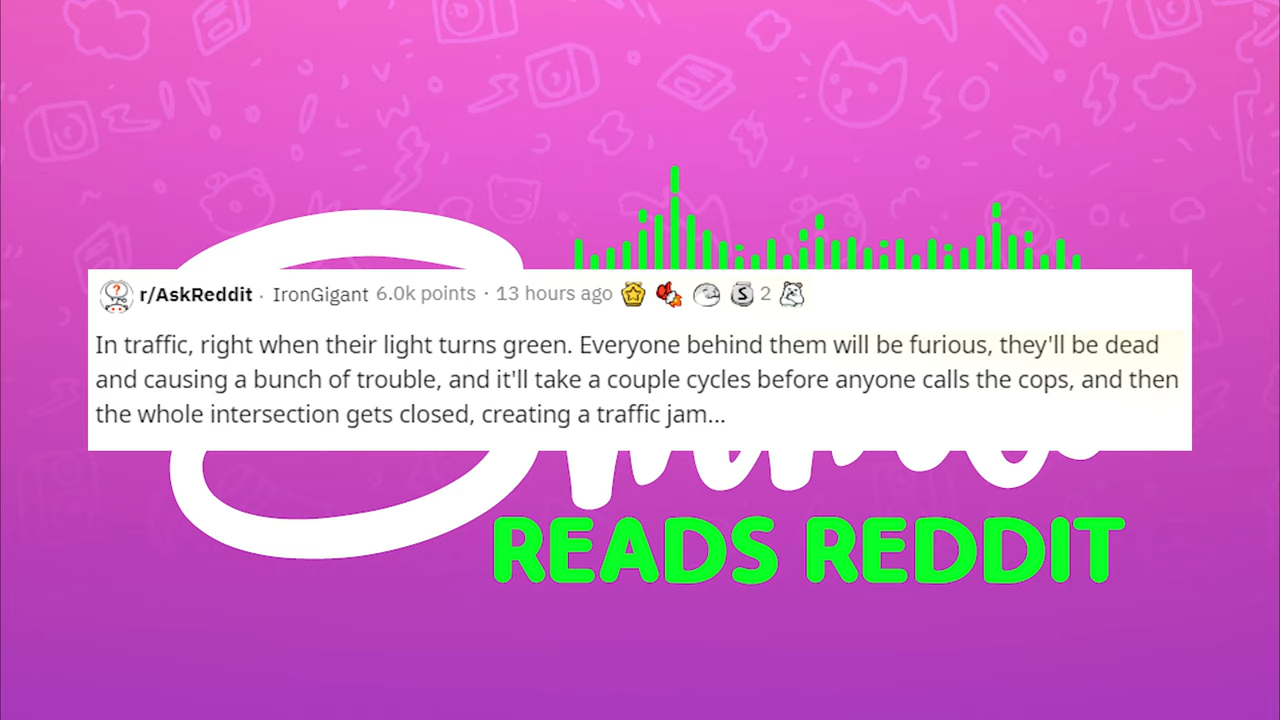 r/AskReddit · IronGigant 6.0k points · 13 hours ago 2
In traffic, right when their light turns green. Everyone behind them will be furious, they'll be dead
and causing a bunch of trouble, and it'll take a couple cycles before anyone calls the cops, and then
the whole intersection gets closed, creating a traffic jam...
READS REDDIT